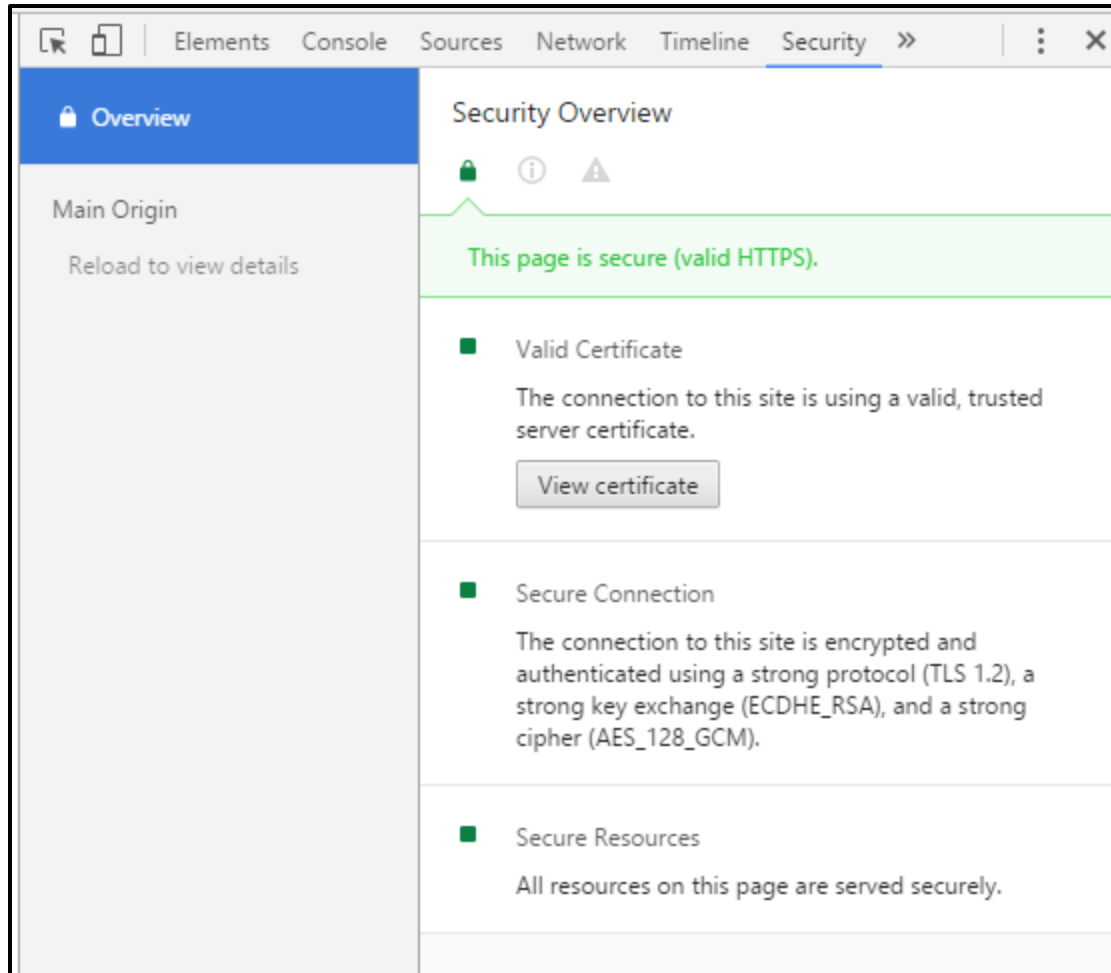 Elements Console Sources Network Timeline Security »
Overview
Main Origin
Reload to view details
Security Overview
This page is secure (valid HTTPS).
Valid Certificate
The connection to this site is using a valid, trusted
server certificate.
View certificate
Secure Connection
The connection to this site is encrypted and
authenticated using a strong protocol (TLS 1.2), a
strong key exchange (ECDHE_RSA), and a strong
cipher (AES_128_GCM).
Secure Resources
All resources on this page are served securely.